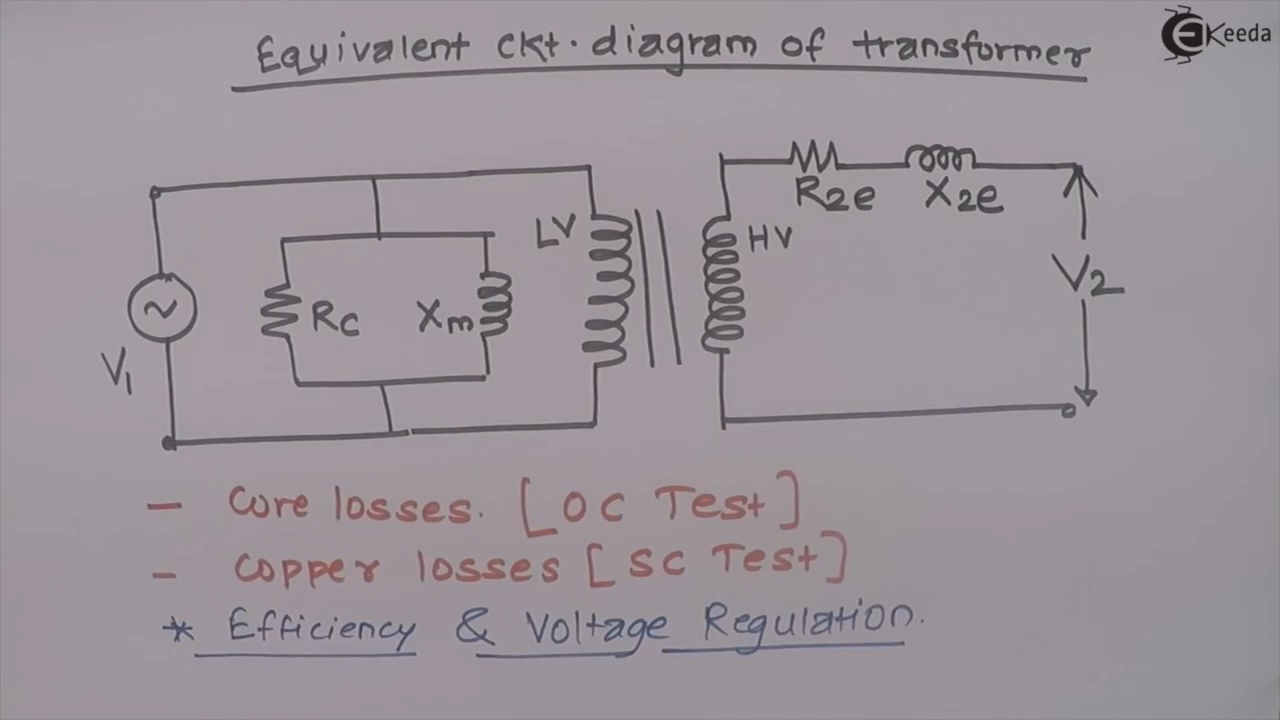 Equivalent ckt. diagram of transformer
EKeeda
R2e X2e
LV HV
V2
Rc Xm
V1
- Core losses. [OC Test]
- Copper losses [SC Test]
* Efficiency & Voltage Regulation.